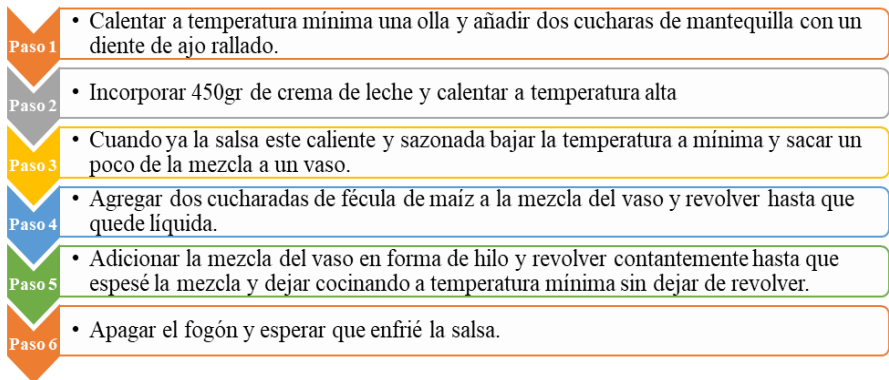 Paso 1
• Calentar a temperatura mínima una olla y añadir dos cucharas de mantequilla con un
diente de ajo rallado.
Paso 2
• Incorporar 450gr de crema de leche y calentar a temperatura alta
Paso 3
• Cuando ya la salsa este caliente y sazonada bajar la temperatura a mínima y sacar un
poco de la mezcla a un vaso.
Paso 4
• Agregar dos cucharadas de fécula de maíz a la mezcla del vaso y revolver hasta que
quede líquida.
Paso 5
• Adicionar la mezcla del vaso en forma de hilo y revolver contantemente hasta que
espesé la mezcla y dejar cocinando a temperatura mínima sin dejar de revolver.
Paso 6
• Apagar el fogón y esperar que enfrié la salsa.